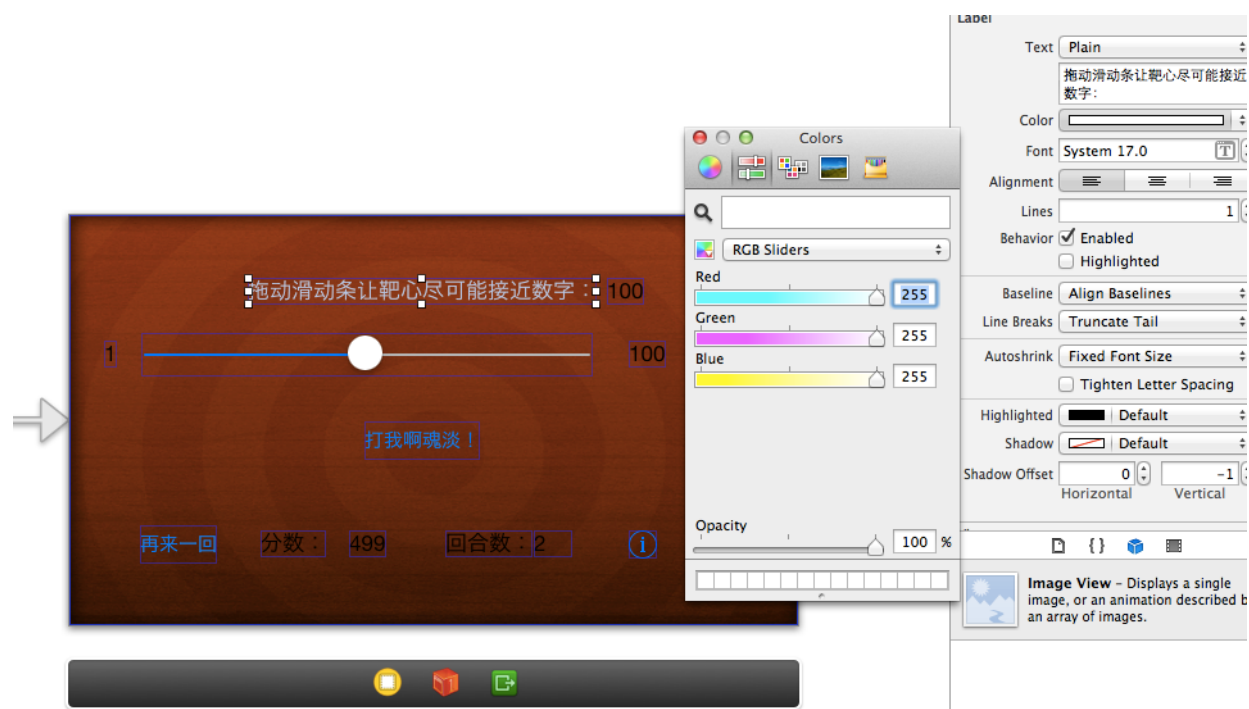 Label
Text Plain
拖动滑动条让靶心尽可能接近
数字：
Color
Font System 17.0 T
Alignment
Lines 1
Behavior Enabled
Highlighted
Baseline Align Baselines
Line Breaks Truncate Tail
Autoshrink Fixed Font Size
Tighten Letter Spacing
Highlighted Default
Shadow Default
Shadow Offset 0 -1
Horizontal Vertical
{}
Image View – Displays a single
image, or an animation described b
an array of images.
Colors
RGB Sliders
Red
255
Green
255
Blue
255
Opacity
100 %
拖动滑动条让靶心尽可能接近数字： 100
1 100
打我啊魂淡！
再来一回 分数： 499 回合数： 2 i
1